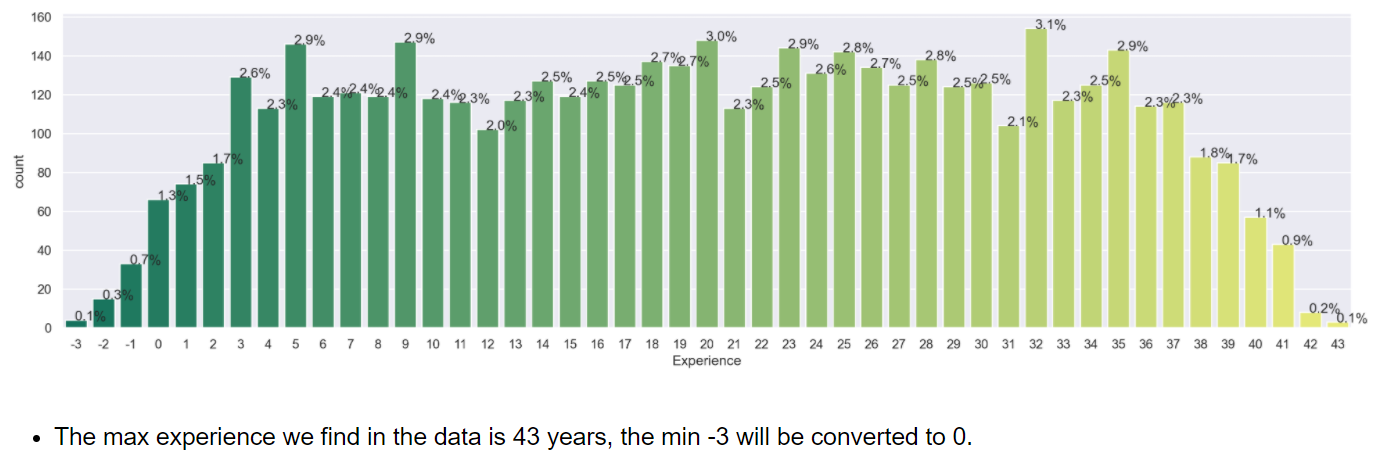 160
140
120
100
80
60
40
20
0
count
0.1% 0.3% 0.7% 1.3% 1.5% 1.7% 2.6% 2.3% 2.9% 2.4% 2.4% 2.4% 2.9% 2.4% 2.3% 2.0% 2.3% 2.5% 2.4% 2.5% 2.5% 2.7% 2.7% 3.0% 2.3% 2.5% 2.9% 2.6% 2.8% 2.7% 2.5% 2.8% 2.5% 2.5% 2.1% 3.1% 2.3% 2.5% 2.9% 2.3% 2.3% 1.8% 1.7% 1.1% 0.9% 0.2% 0.1%
-3 -2 -1 0 1 2 3 4 5 6 7 8 9 10 11 12 13 14 15 16 17 18 19 20 21 22 23 24 25 26 27 28 29 30 31 32 33 34 35 36 37 38 39 40 41 42 43
Experience
• The max experience we find in the data is 43 years, the min -3 will be converted to 0.